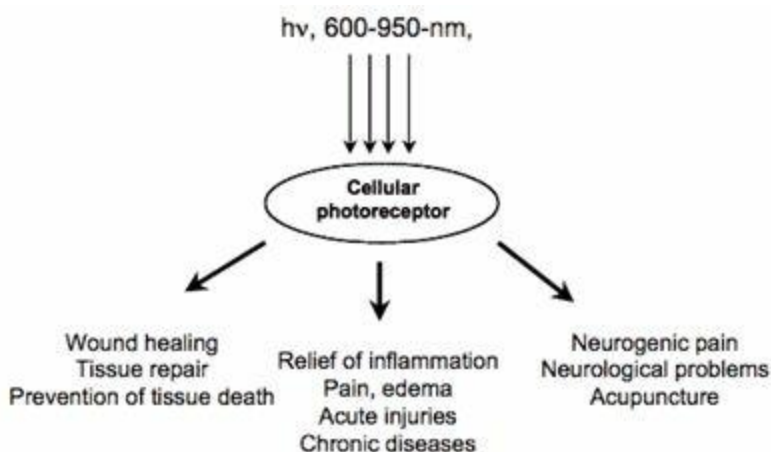 hν, 600-950-nm,
Cellular
photoreceptor
Wound healing
Tissue repair
Prevention of tissue death
Relief of inflammation
Pain, edema
Acute injuries
Chronic diseases
Neurogenic pain
Neurological problems
Acupuncture